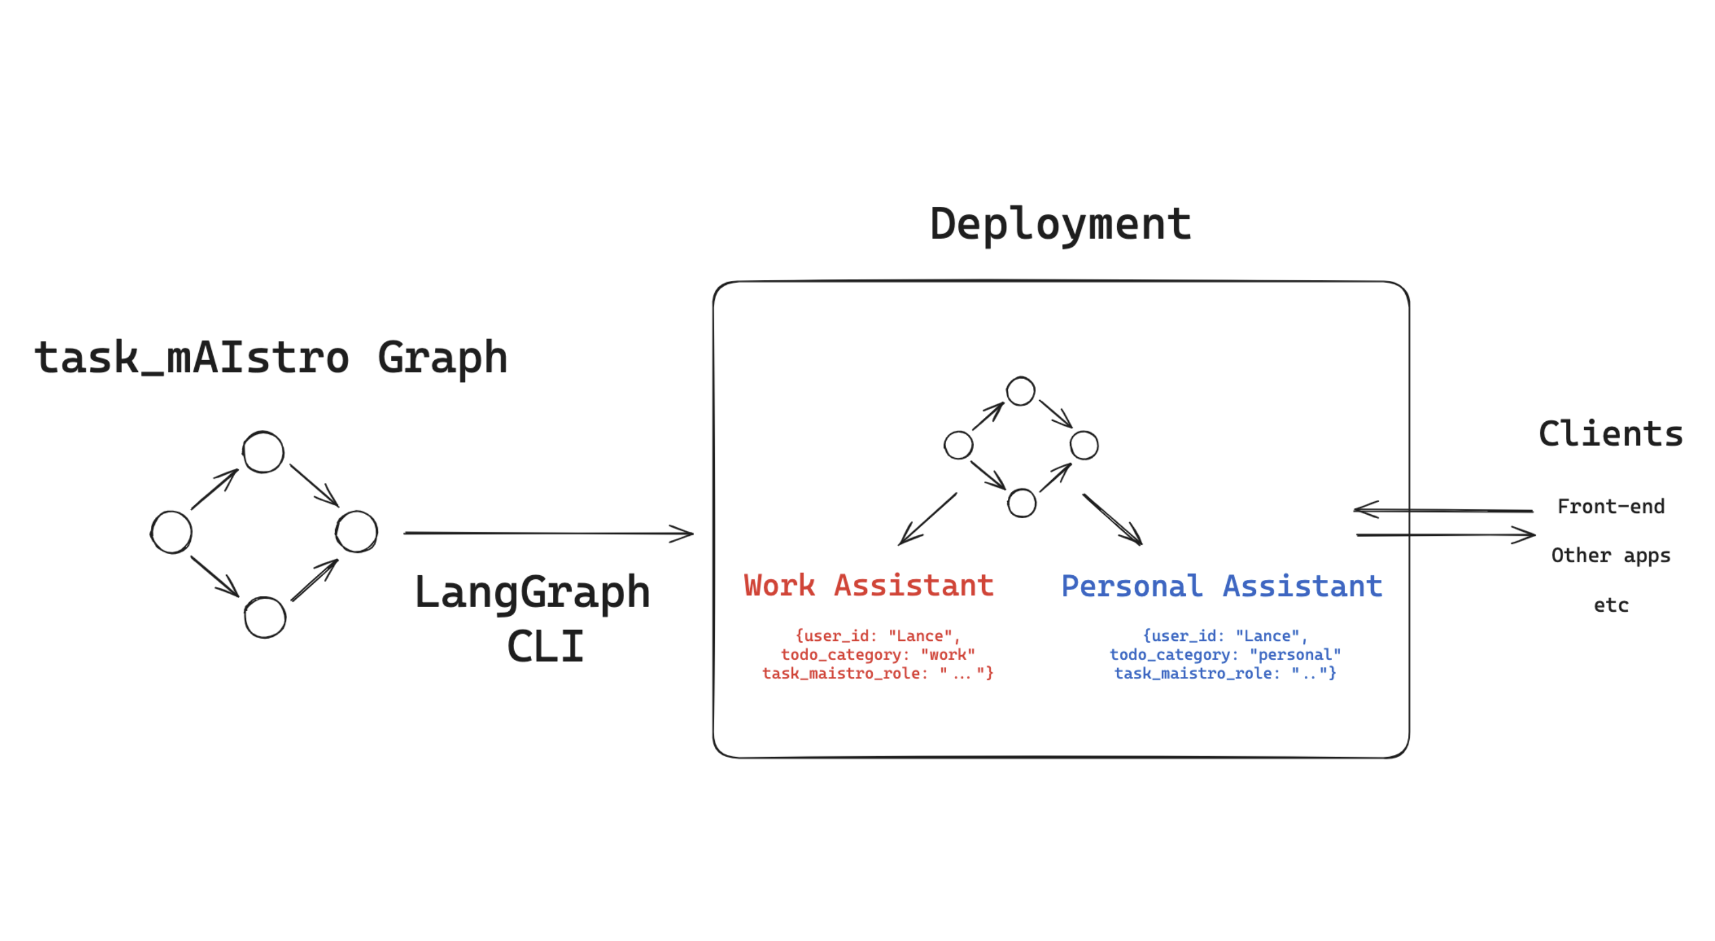 Deployment
task_mAIstro Graph
LangGraph
CLI
Work Assistant
{user_id: "Lance",
todo_category: "work"
task_maistro_role: "..."}
Personal Assistant
{user_id: "Lance",
todo_category: "personal"
task_maistro_role: ".."}
Clients
Front-end
Other apps
etc